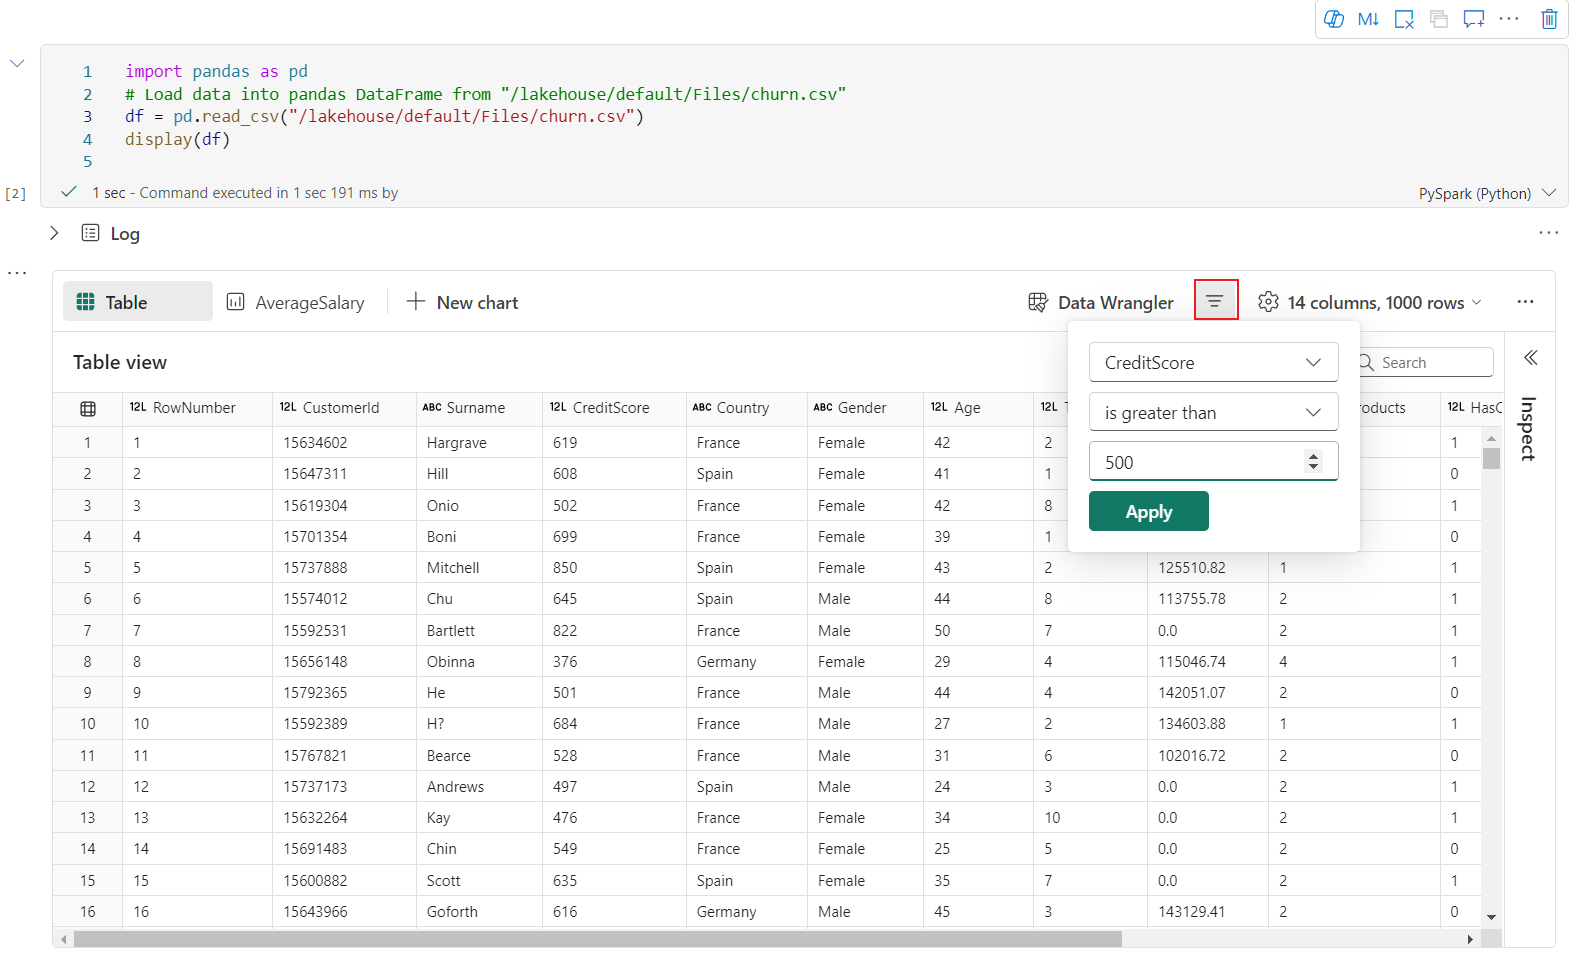 M↓
1 import pandas as pd
2 # Load data into pandas DataFrame from "/lakehouse/default/Files/churn.csv"
3 df = pd.read_csv("/lakehouse/default/Files/churn.csv")
4 display(df)
5
[2] 1 sec - Command executed in 1 sec 191 ms by PySpark (Python)
Log
Table AverageSalary New chart Data Wrangler 14 columns, 1000 rows
Table view Search
CreditScore
is greater than
500
Apply
Inspect
12L RowNumber 12L CustomerId ABC Surname 12L CreditScore ABC Country ABC Gender 12L Age 12L T roducts 12L HasC
1 1 15634602 Hargrave 619 France Female 42 2 1
2 2 15647311 Hill 608 Spain Female 41 1 0
3 3 15619304 Onio 502 France Female 42 8 1
4 4 15701354 Boni 699 France Female 39 1 0
5 5 15737888 Mitchell 850 Spain Female 43 2 125510.82 1 1
6 6 15574012 Chu 645 Spain Male 44 8 113755.78 2 1
7 7 15592531 Bartlett 822 France Male 50 7 0.0 2 1
8 8 15656148 Obinna 376 Germany Female 29 4 115046.74 4 1
9 9 15792365 He 501 France Male 44 4 142051.07 2 0
10 10 15592389 H? 684 France Male 27 2 134603.88 1 1
11 11 15767821 Bearce 528 France Male 31 6 102016.72 2 0
12 12 15737173 Andrews 497 Spain Male 24 3 0.0 2 1
13 13 15632264 Kay 476 France Female 34 10 0.0 2 1
14 14 15691483 Chin 549 France Female 25 5 0.0 2 0
15 15 15600882 Scott 635 Spain Female 35 7 0.0 2 1
16 16 15643966 Goforth 616 Germany Male 45 3 143129.41 2 0